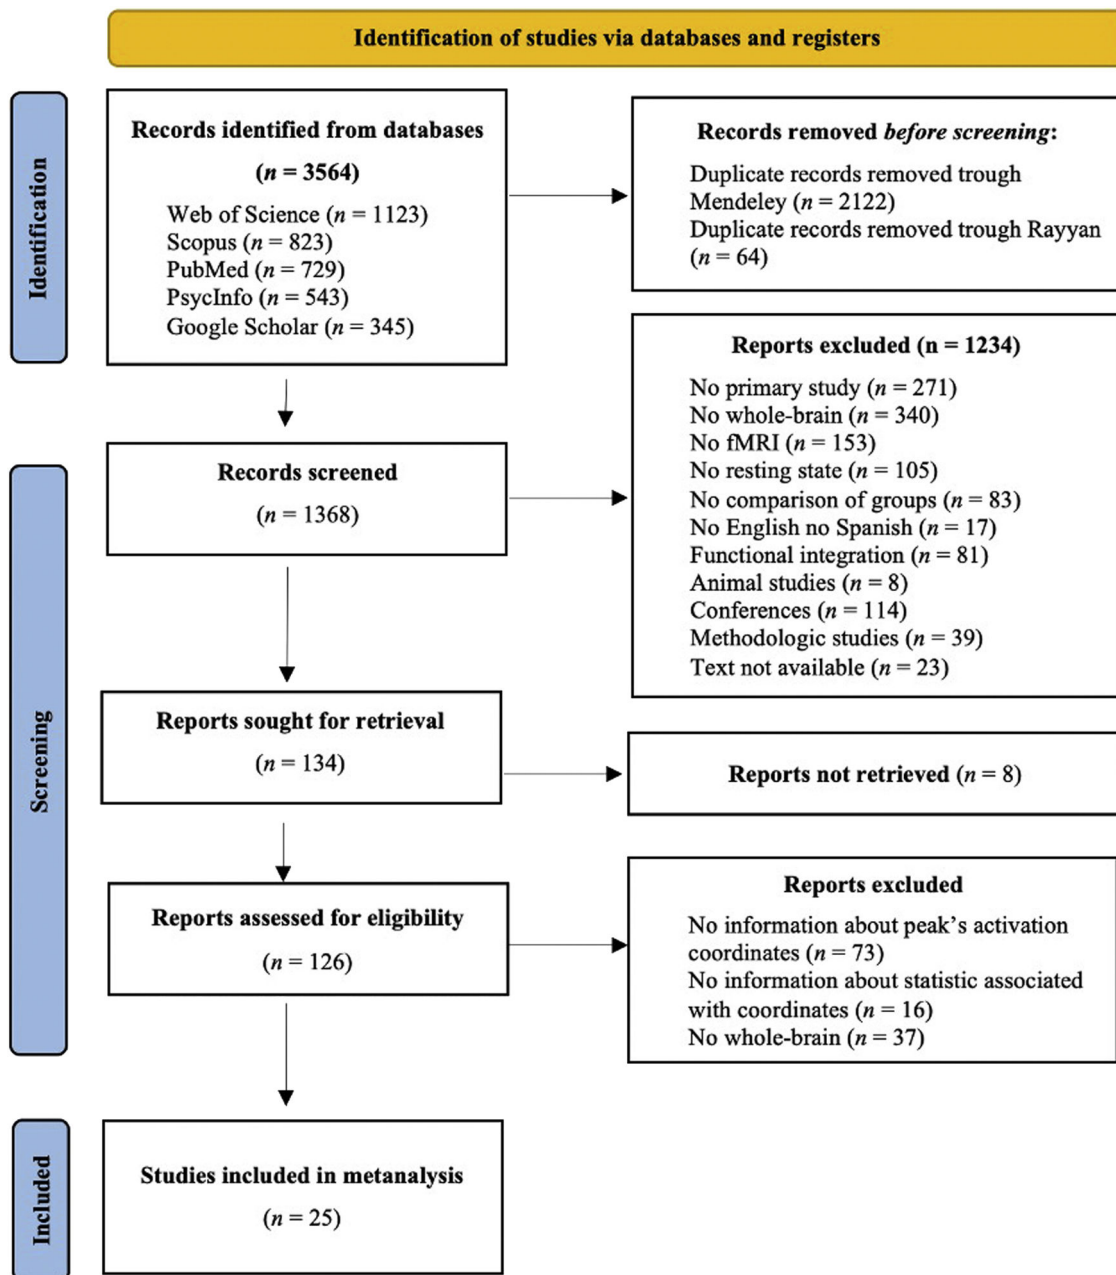 Identification of studies via databases and registers
Identification
Records identified from databases
(n = 3564)
Web of Science (n = 1123)
Scopus (n = 823)
PubMed (n = 729)
PsycInfo (n = 543)
Google Scholar (n = 345)
Records removed before screening:
Duplicate records removed trough
Mendeley (n = 2122)
Duplicate records removed trough Rayyan
(n = 64)
Screening
Records screened
(n = 1368)
Reports excluded (n = 1234)
No primary study (n = 271)
No whole-brain (n = 340)
No fMRI (n = 153)
No resting state (n = 105)
No comparison of groups (n = 83)
No English no Spanish (n = 17)
Functional integration (n = 81)
Animal studies (n = 8)
Conferences (n = 114)
Methodologic studies (n = 39)
Text not available (n = 23)
Reports sought for retrieval
(n = 134)
Reports not retrieved (n = 8)
Reports assessed for eligibility
(n = 126)
Reports excluded
No information about peak's activation
coordinates (n = 73)
No information about statistic associated
with coordinates (n = 16)
No whole-brain (n = 37)
Included
Studies included in metanalysis
(n = 25)